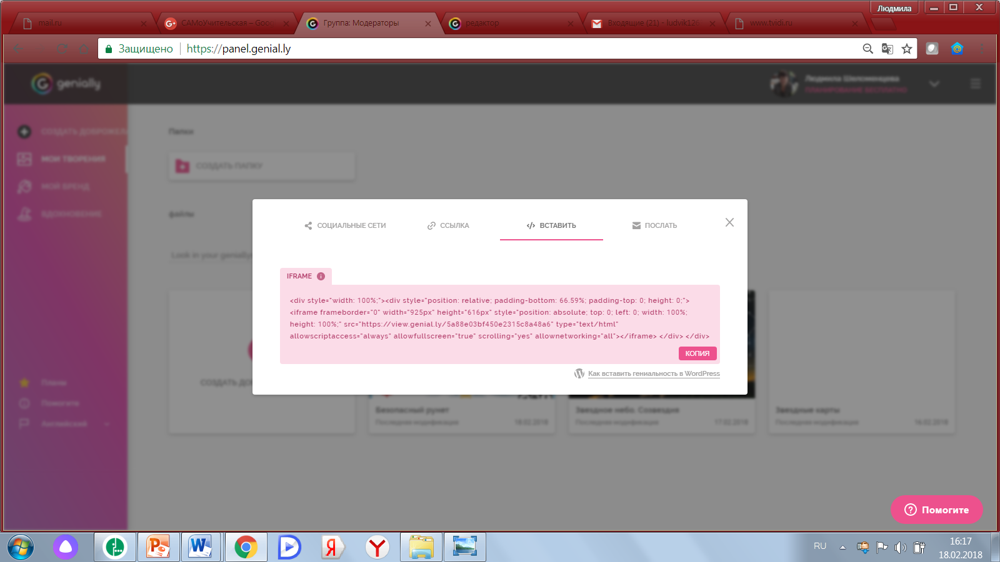 Людмила
mail.ru
САМоУчительская – Goo
Группа: Модераторы
редактор
Входящие (21) - ludvik126
www.tvidi.ru
Защищено
https://panel.genial.ly
genially
Людмила Шеломенцева
ПЛАНИРОВАНИЕ БЕСПЛАТНО
СОЗДАТЬ ДОБРОЖЕЛ
МОИ ТВОРЕНИЯ
МОЙ БРЕНД
ВДОХНОВЕНИЕ
Папки
СОЗДАТЬ ПАПКУ
файлы
Look in your genially
СОЦИАЛЬНЫЕ СЕТИ
ССЫЛКА
ВСТАВИТЬ
ПОСЛАТЬ
IFRAME
<div style="width: 100%;"><div style="position: relative; padding-bottom: 66.59%; padding-top: 0; height: 0;">
<iframe frameborder="0" width="925px" height="616px" style="position: absolute; top: 0; left: 0; width: 100%;
height: 100%;" src="https://view.genial.ly/5a88e03bf450e2315c8a48a6" type="text/html"
allowscriptaccess="always" allowfullscreen="true" scrolling="yes" allownetworking="all"></iframe> </div> </div>
КОПИЯ
Как вставить гениальность в WordPress
СОЗДАТЬ ДО
Безопасный рунет
Последняя модификация
18.02.2018
Звездное небо. Созвездия
Последняя модификация
17.02.2018
Звездные карты
Последняя модификация
16.02.2018
Планы
Помогите
Английский
Помогите
RU
16:17
18.02.2018